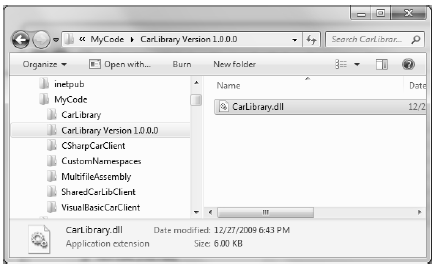 « MyCode ▸ CarLibrary Version 1.0.0.0
Search CarLibrar...
Organize
Open with...
Burn
New folder
inetpub
MyCode
CarLibrary
CarLibrary Version 1.0.0.0
CSharpCarClient
CustomNamespaces
MultifileAssembly
SharedCarLibClient
VisualBasicCarClient
Name
Date
CarLibrary.dll
12/2
CarLibrary.dll
Date modified: 12/27/2009 6:43 PM
Application extension
Size: 6.00 KB